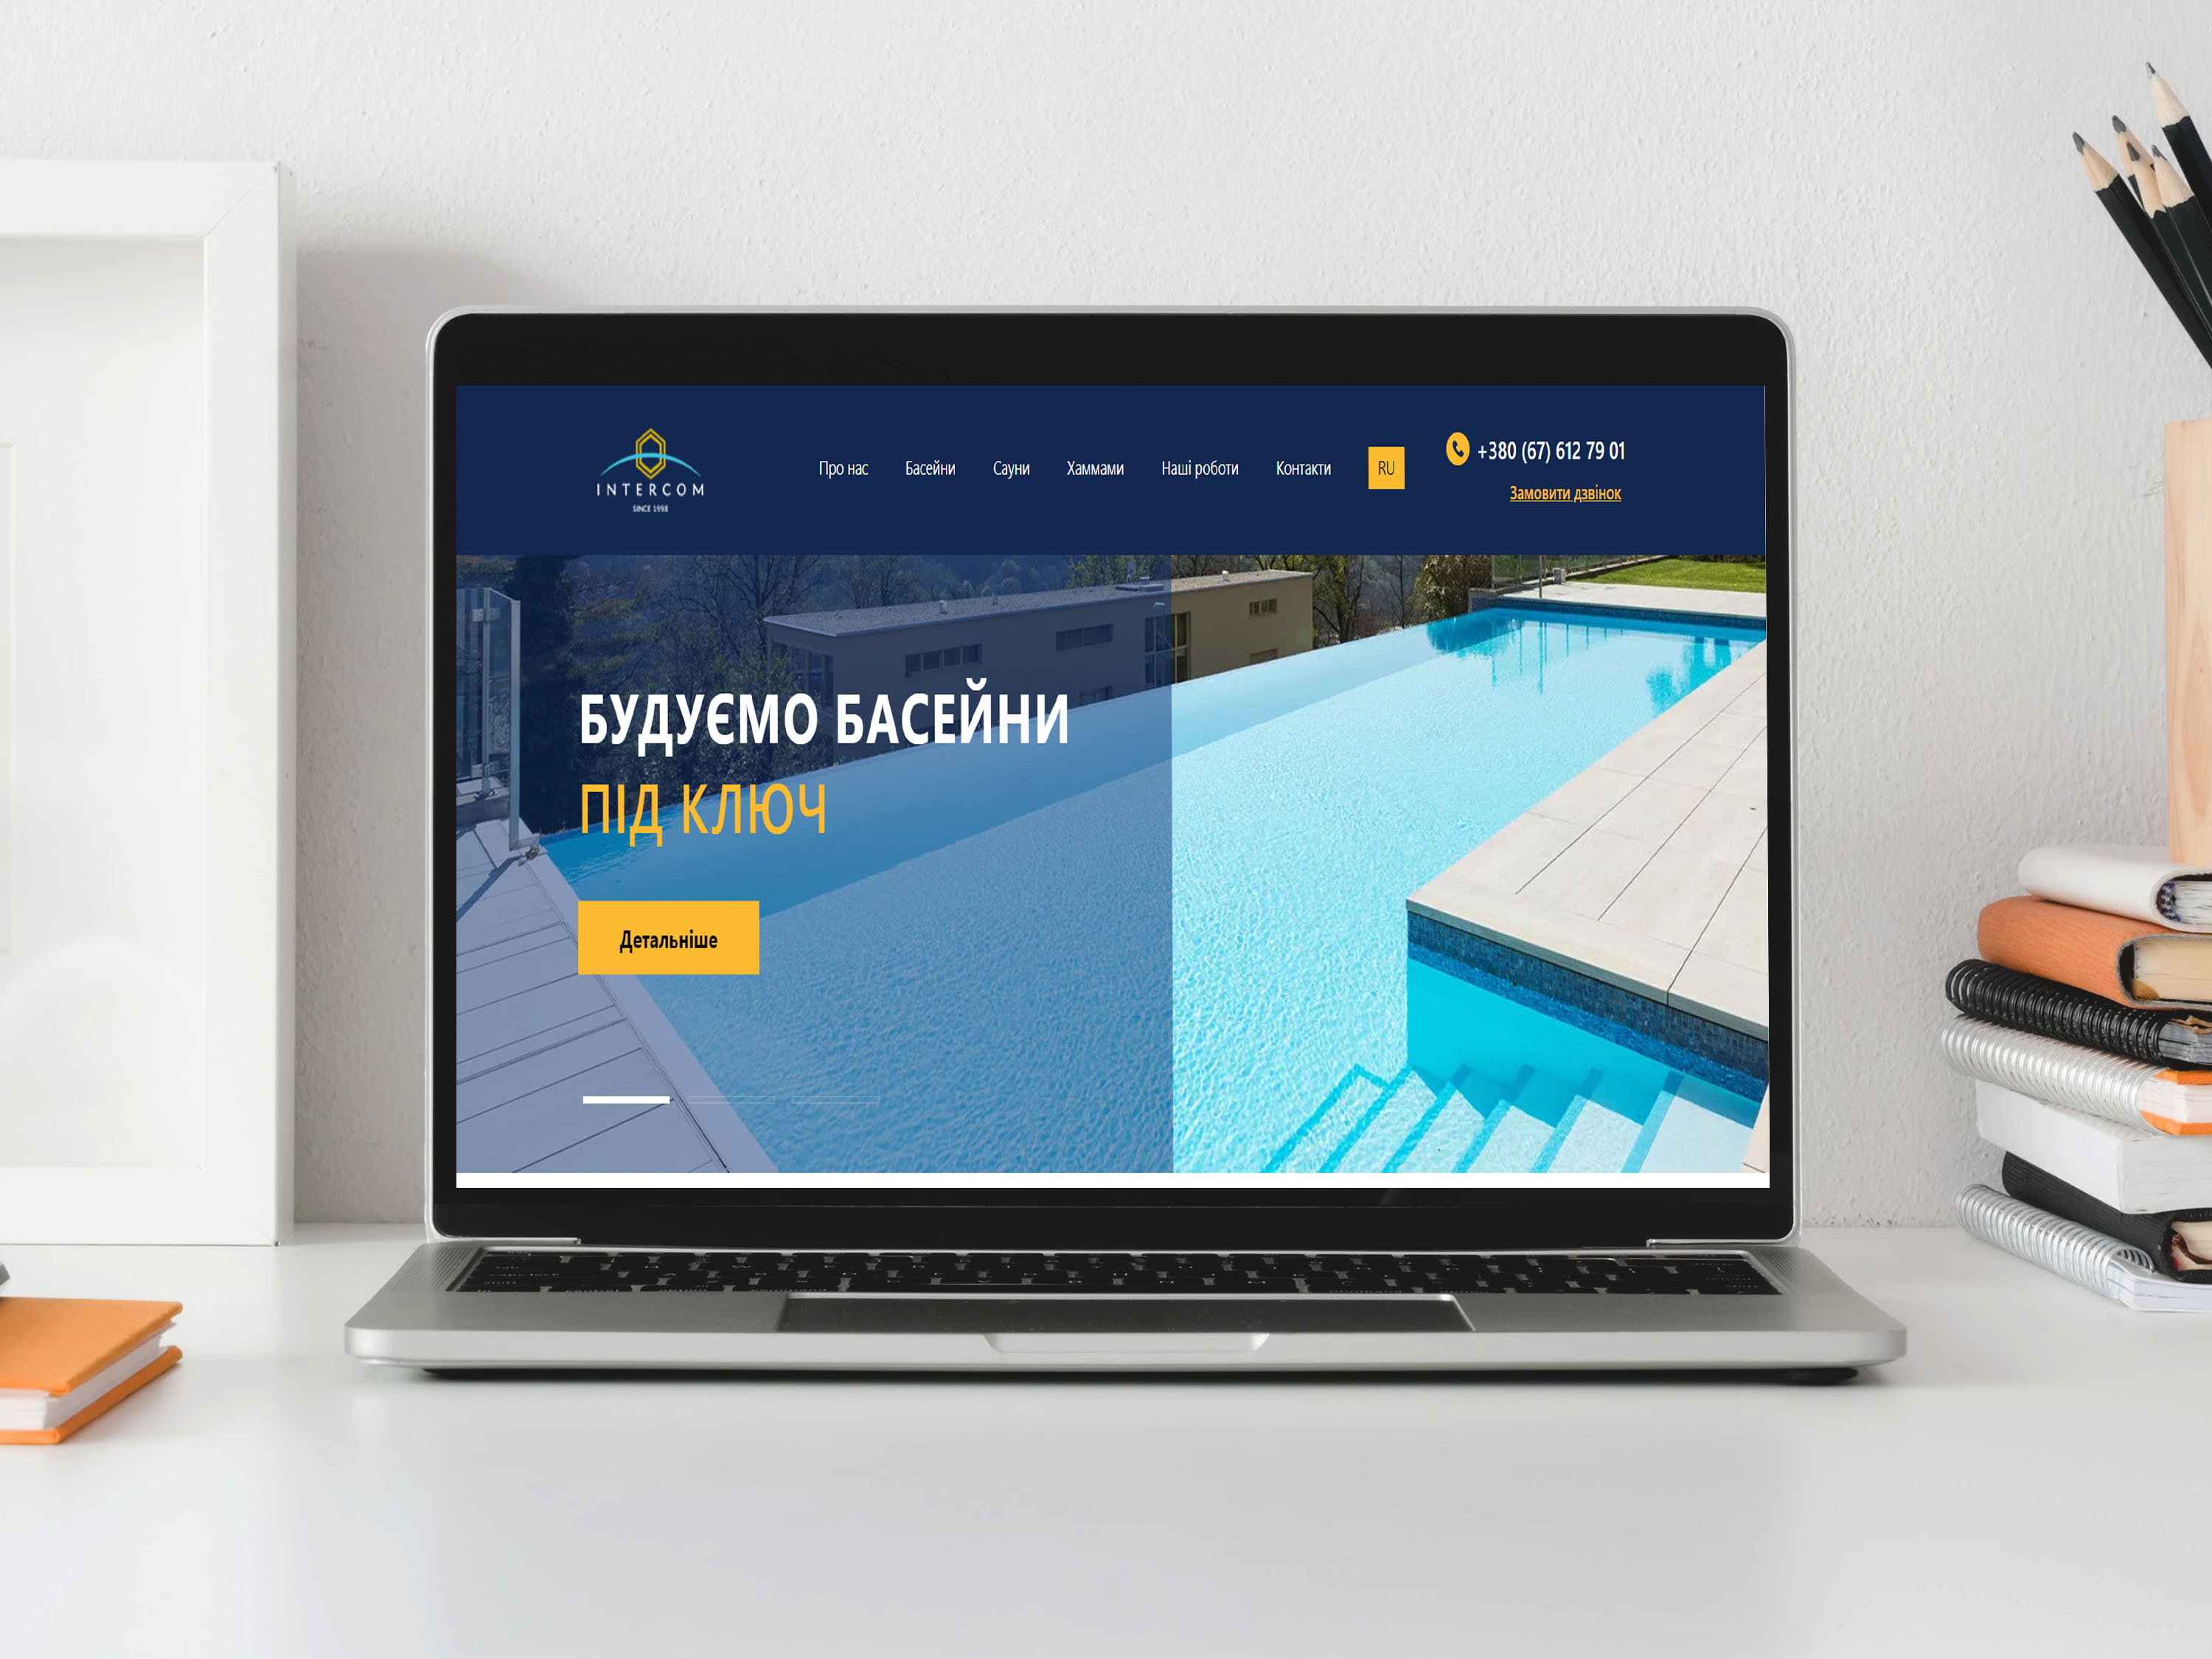 INTERCOM
SINCE 1998
Про нас Басейни Сауни Хаммами Наші роботи Контакти RU
+380 (67) 612 79 01
Замовити дзвінок
БУДУЄМО БАСЕЙНИ
ПІД КЛЮЧ
Детальніше